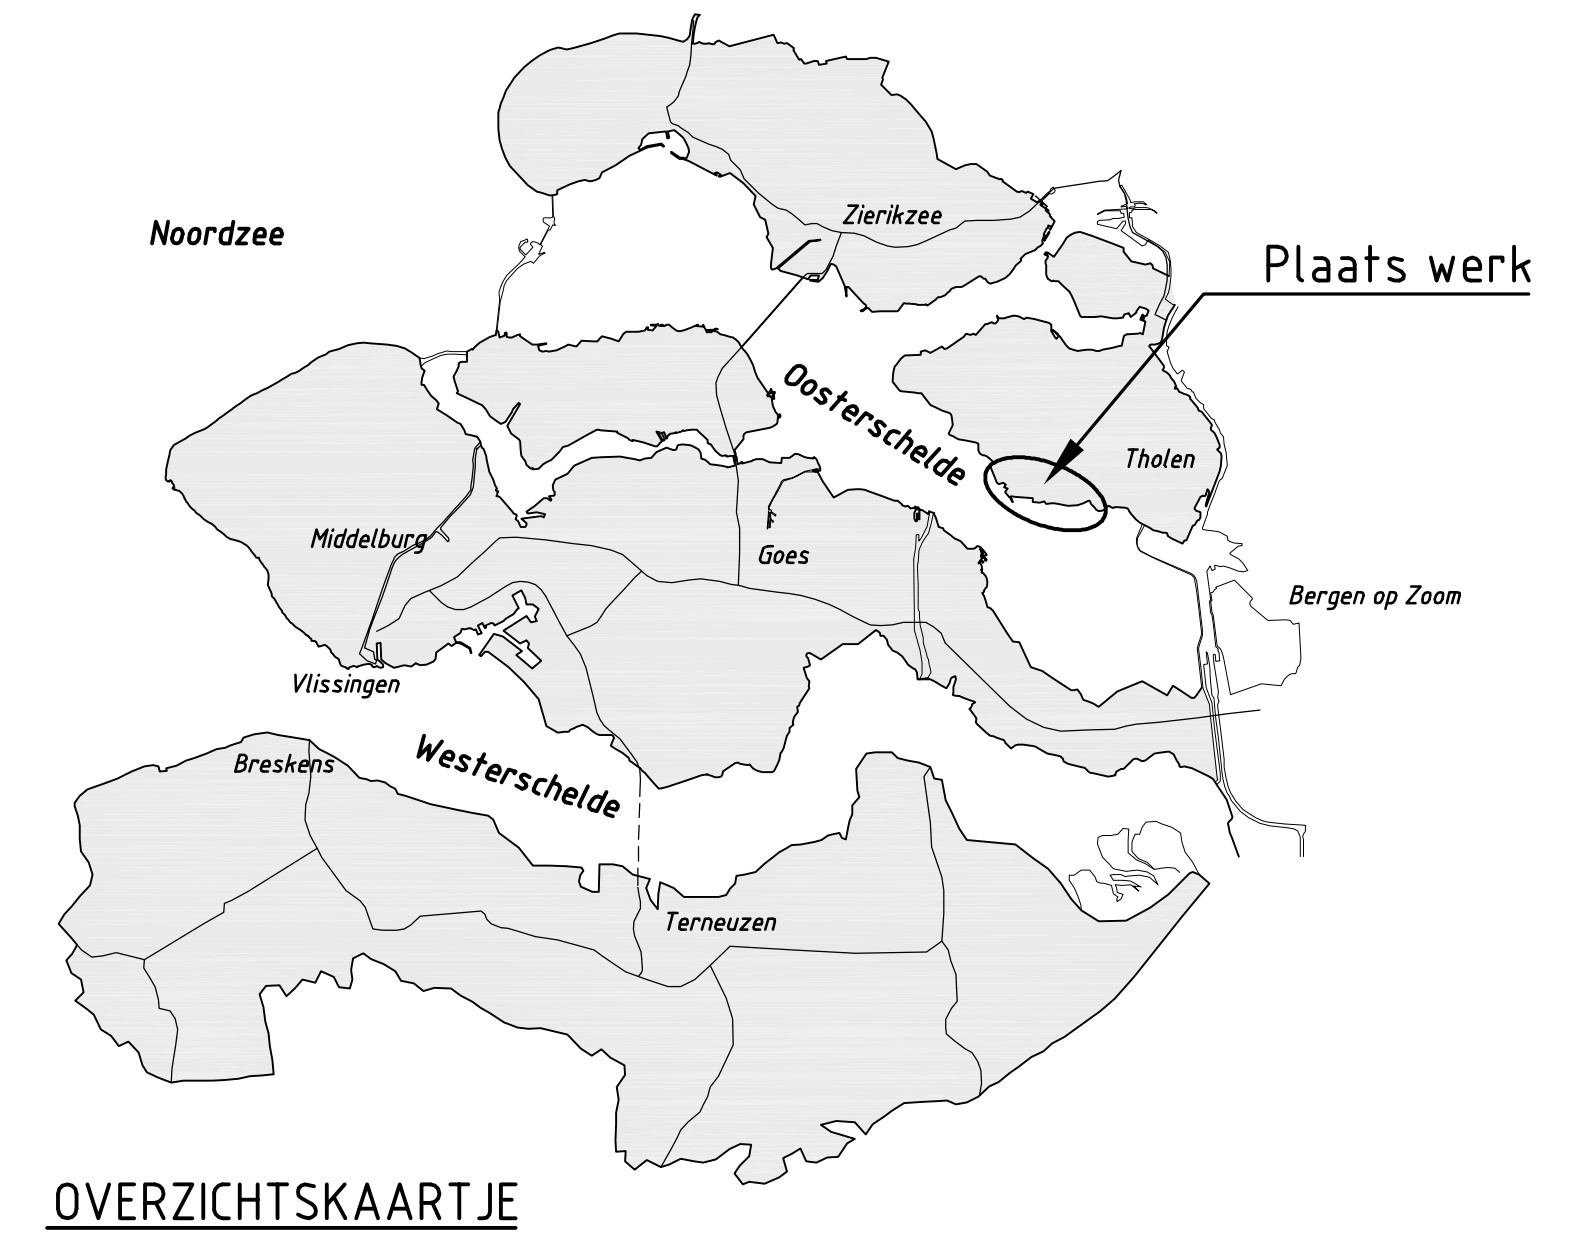 Noordzee
Zierikzee
Plaats werk
Oosterschelde
Tholen
Middelburg
Goes
Bergen op Zoom
Vlissingen
Westerschelde
Breskens
Terneuzen
OVERZICHTSKAARTJE